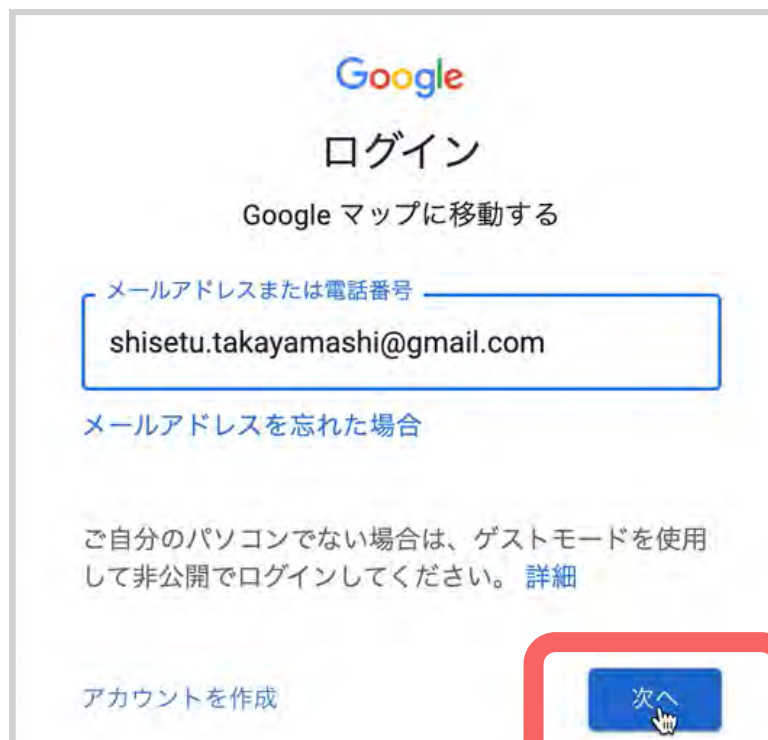 Google
ログイン
Google マップに移動する
メールアドレスまたは電話番号
shisetu.takayamashi@gmail.com
メールアドレスを忘れた場合
ご自分のパソコンでない場合は、ゲストモードを使用
して非公開でログインしてください。 詳細
アカウントを作成
次へ